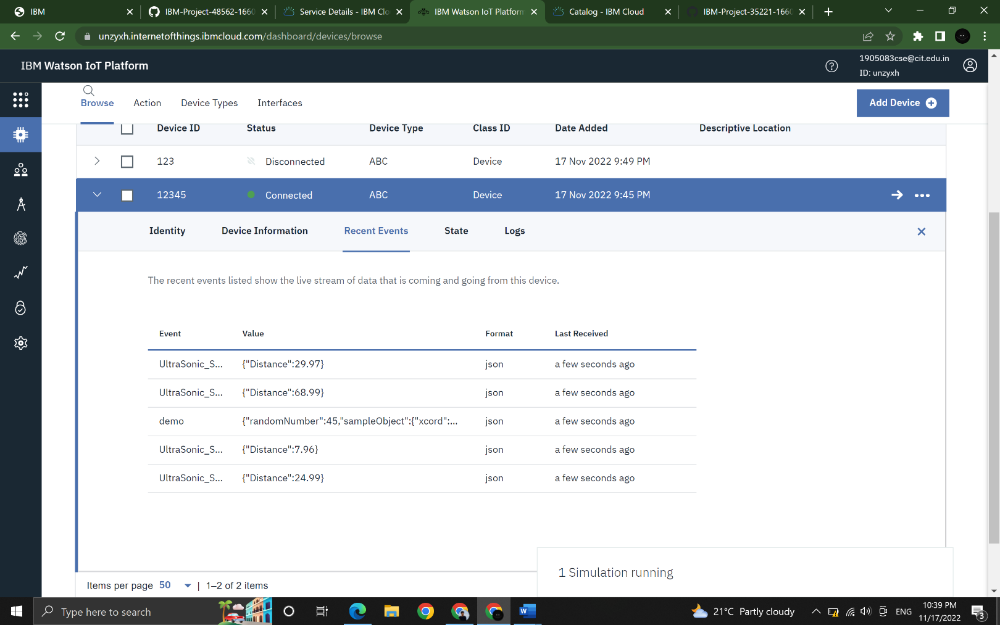 IBM
IBM-Project-48562-1660
Service Details - IBM Clo
IBM Watson IoT Platform
Catalog - IBM Cloud
IBM-Project-35221-1660
unzyxh.internetofthings.ibmcloud.com/dashboard/devices/browse
IBM Watson IoT Platform
1905083cse@cit.edu.in
ID: unzyxh
Browse Action Device Types Interfaces
Add Device
Device ID Status Device Type Class ID Date Added Descriptive Location
123 Disconnected ABC Device 17 Nov 2022 9:49 PM
12345 Connected ABC Device 17 Nov 2022 9:45 PM
Identity Device Information Recent Events State Logs
The recent events listed show the live stream of data that is coming and going from this device.
Event Value Format Last Received
UltraSonic_S... {"Distance":29.97} json a few seconds ago
UltraSonic_S... {"Distance":68.99} json a few seconds ago
demo {"randomNumber":45,"sampleObject":{"xcord":... json a few seconds ago
UltraSonic_S... {"Distance":7.96} json a few seconds ago
UltraSonic_S... {"Distance":24.99} json a few seconds ago
1 Simulation running
Items per page 50 | 1–2 of 2 items
Type here to search
21°C Partly cloudy
ENG
10:39 PM
11/17/2022
3